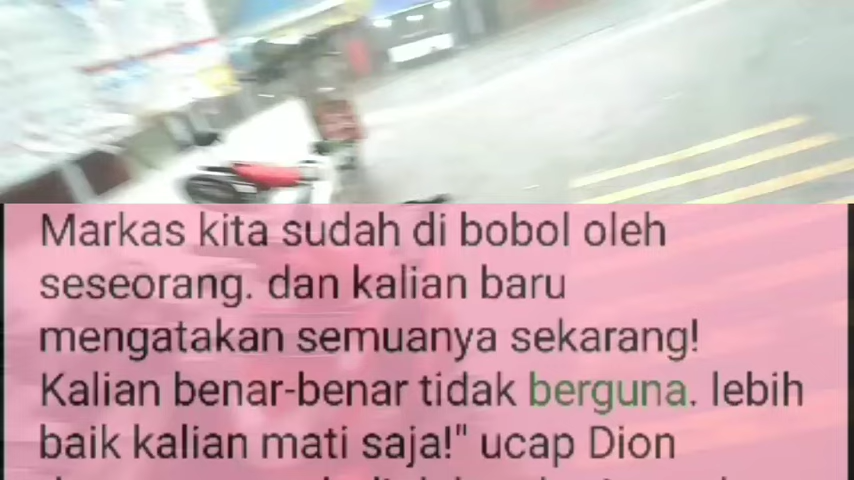 Markas kita sudah di bobol oleh
seseorang. dan kalian baru
mengatakan semuanya sekarang!
Kalian benar-benar tidak berguna. lebih
baik kalian mati saja!" ucap Dion